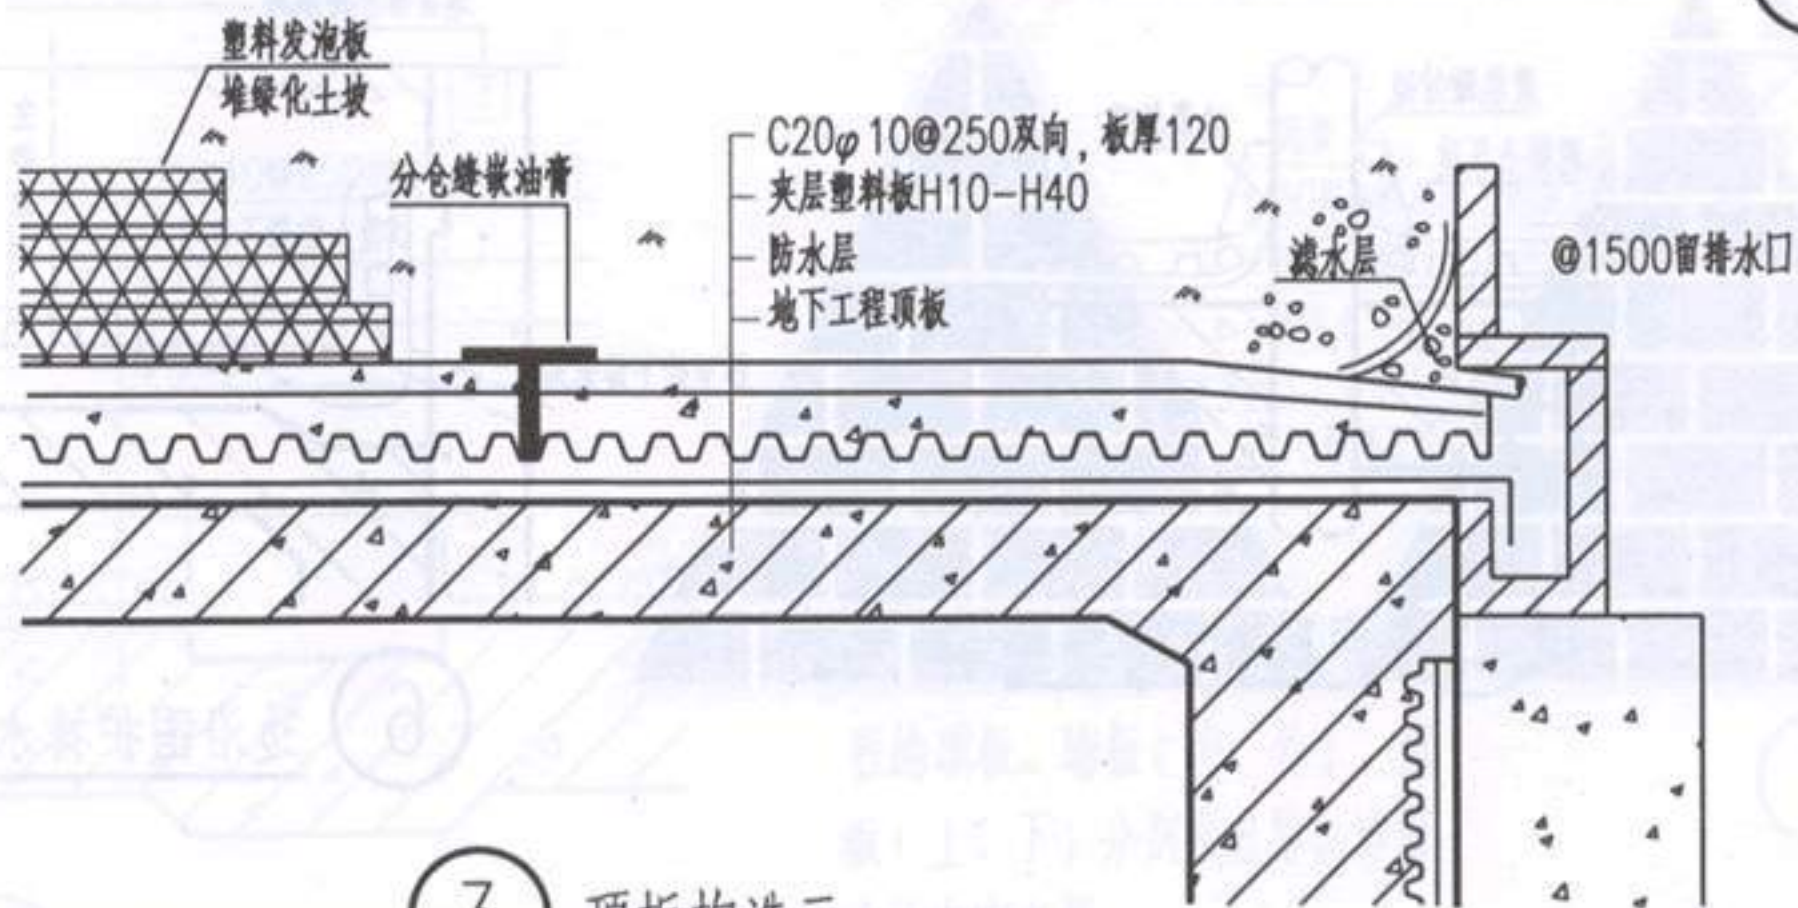 塑料发泡板
堆绿化土坡
分仓缝嵌油膏
C20φ10@250双向，板厚120
夹层塑料板H10-H40
防水层
地下工程顶板
滤水层
@1500留排水口
6